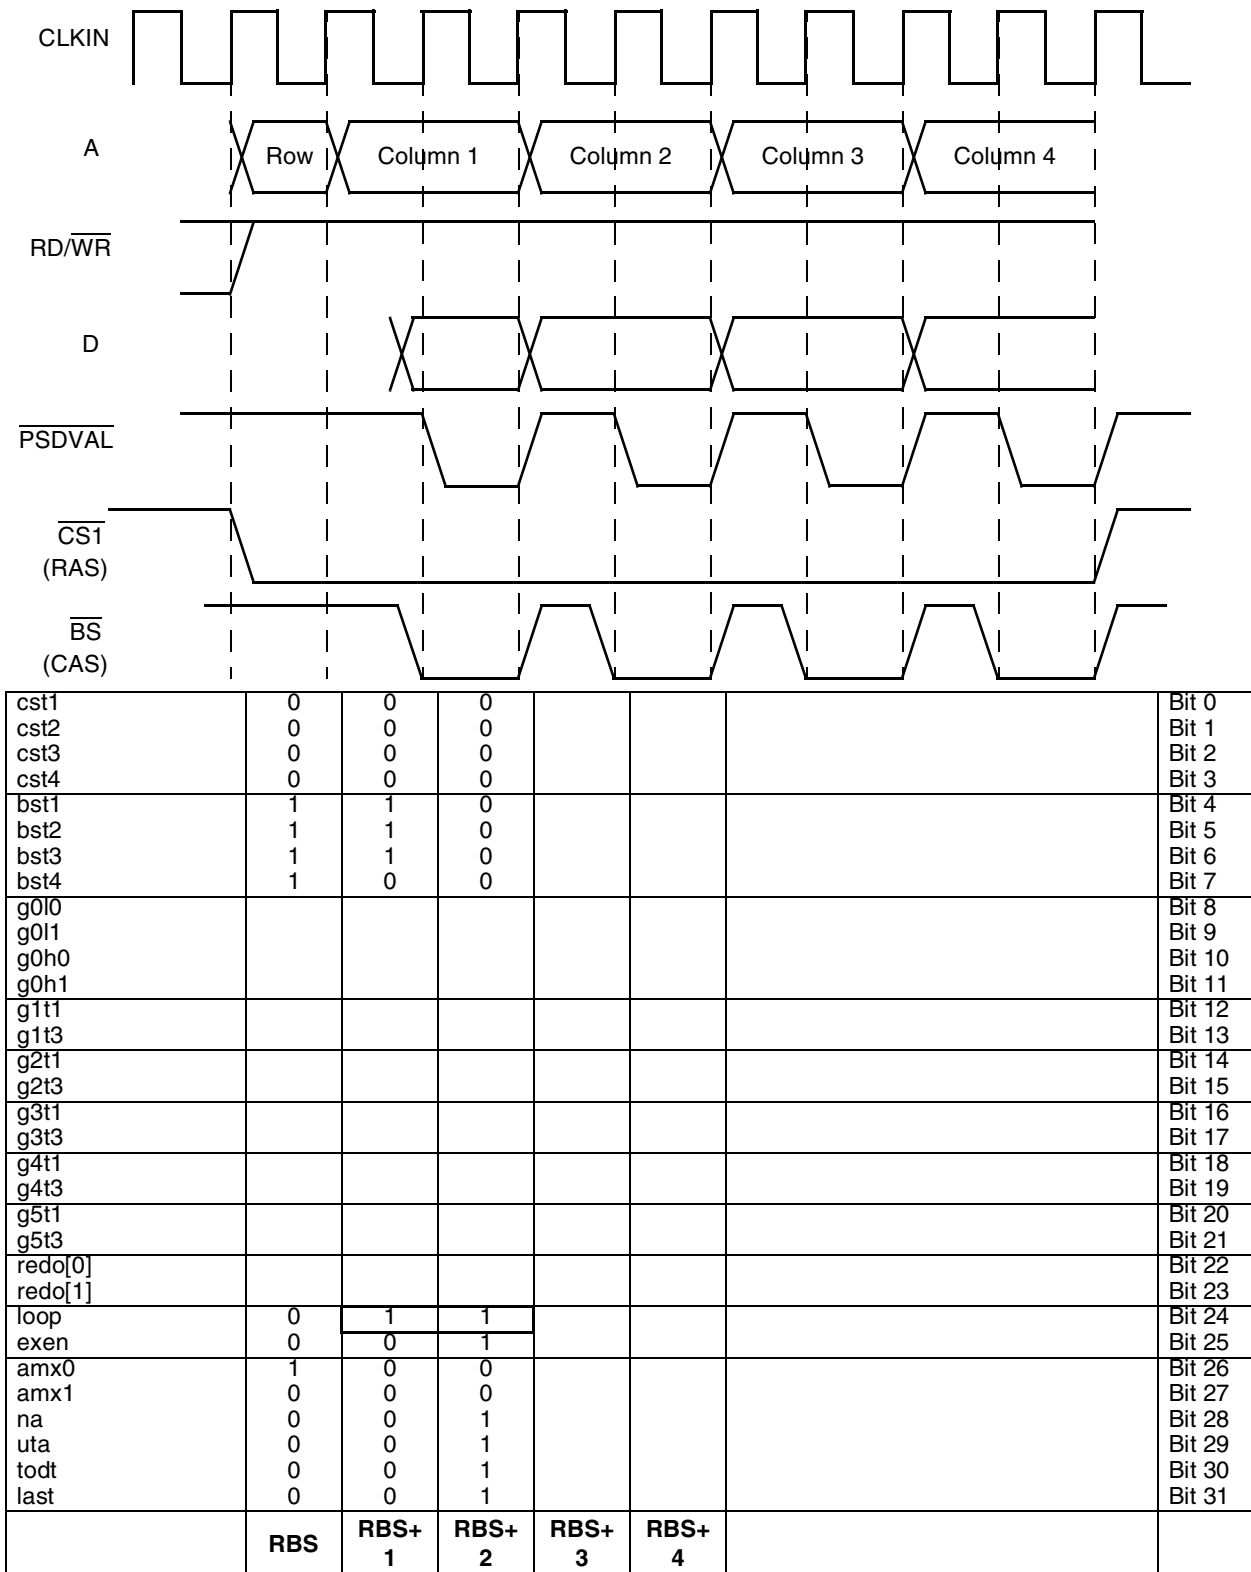 CLKIN
A Row Column 1 Column 2 Column 3 Column 4
RD/WR
D
PSDVAL
CS1
(RAS)
BS
(CAS)
cst1 0 0 0 Bit 0
cst2 0 0 0 Bit 1
cst3 0 0 0 Bit 2
cst4 0 0 0 Bit 3
bst1 1 1 0 Bit 4
bst2 1 1 0 Bit 5
bst3 1 1 0 Bit 6
bst4 1 0 0 Bit 7
g0l0 Bit 8
g0l1 Bit 9
g0h0 Bit 10
g0h1 Bit 11
g1t1 Bit 12
g1t3 Bit 13
g2t1 Bit 14
g2t3 Bit 15
g3t1 Bit 16
g3t3 Bit 17
g4t1 Bit 18
g4t3 Bit 19
g5t1 Bit 20
g5t3 Bit 21
redo[0] Bit 22
redo[1] Bit 23
loop 0 1 1 Bit 24
exen 0 0 1 Bit 25
amx0 1 0 0 Bit 26
amx1 0 0 0 Bit 27
na 0 0 1 Bit 28
uta 0 0 1 Bit 29
todt 0 0 1 Bit 30
last 0 0 1 Bit 31
RBS RBS+ RBS+ RBS+ RBS+
1 2 3 4